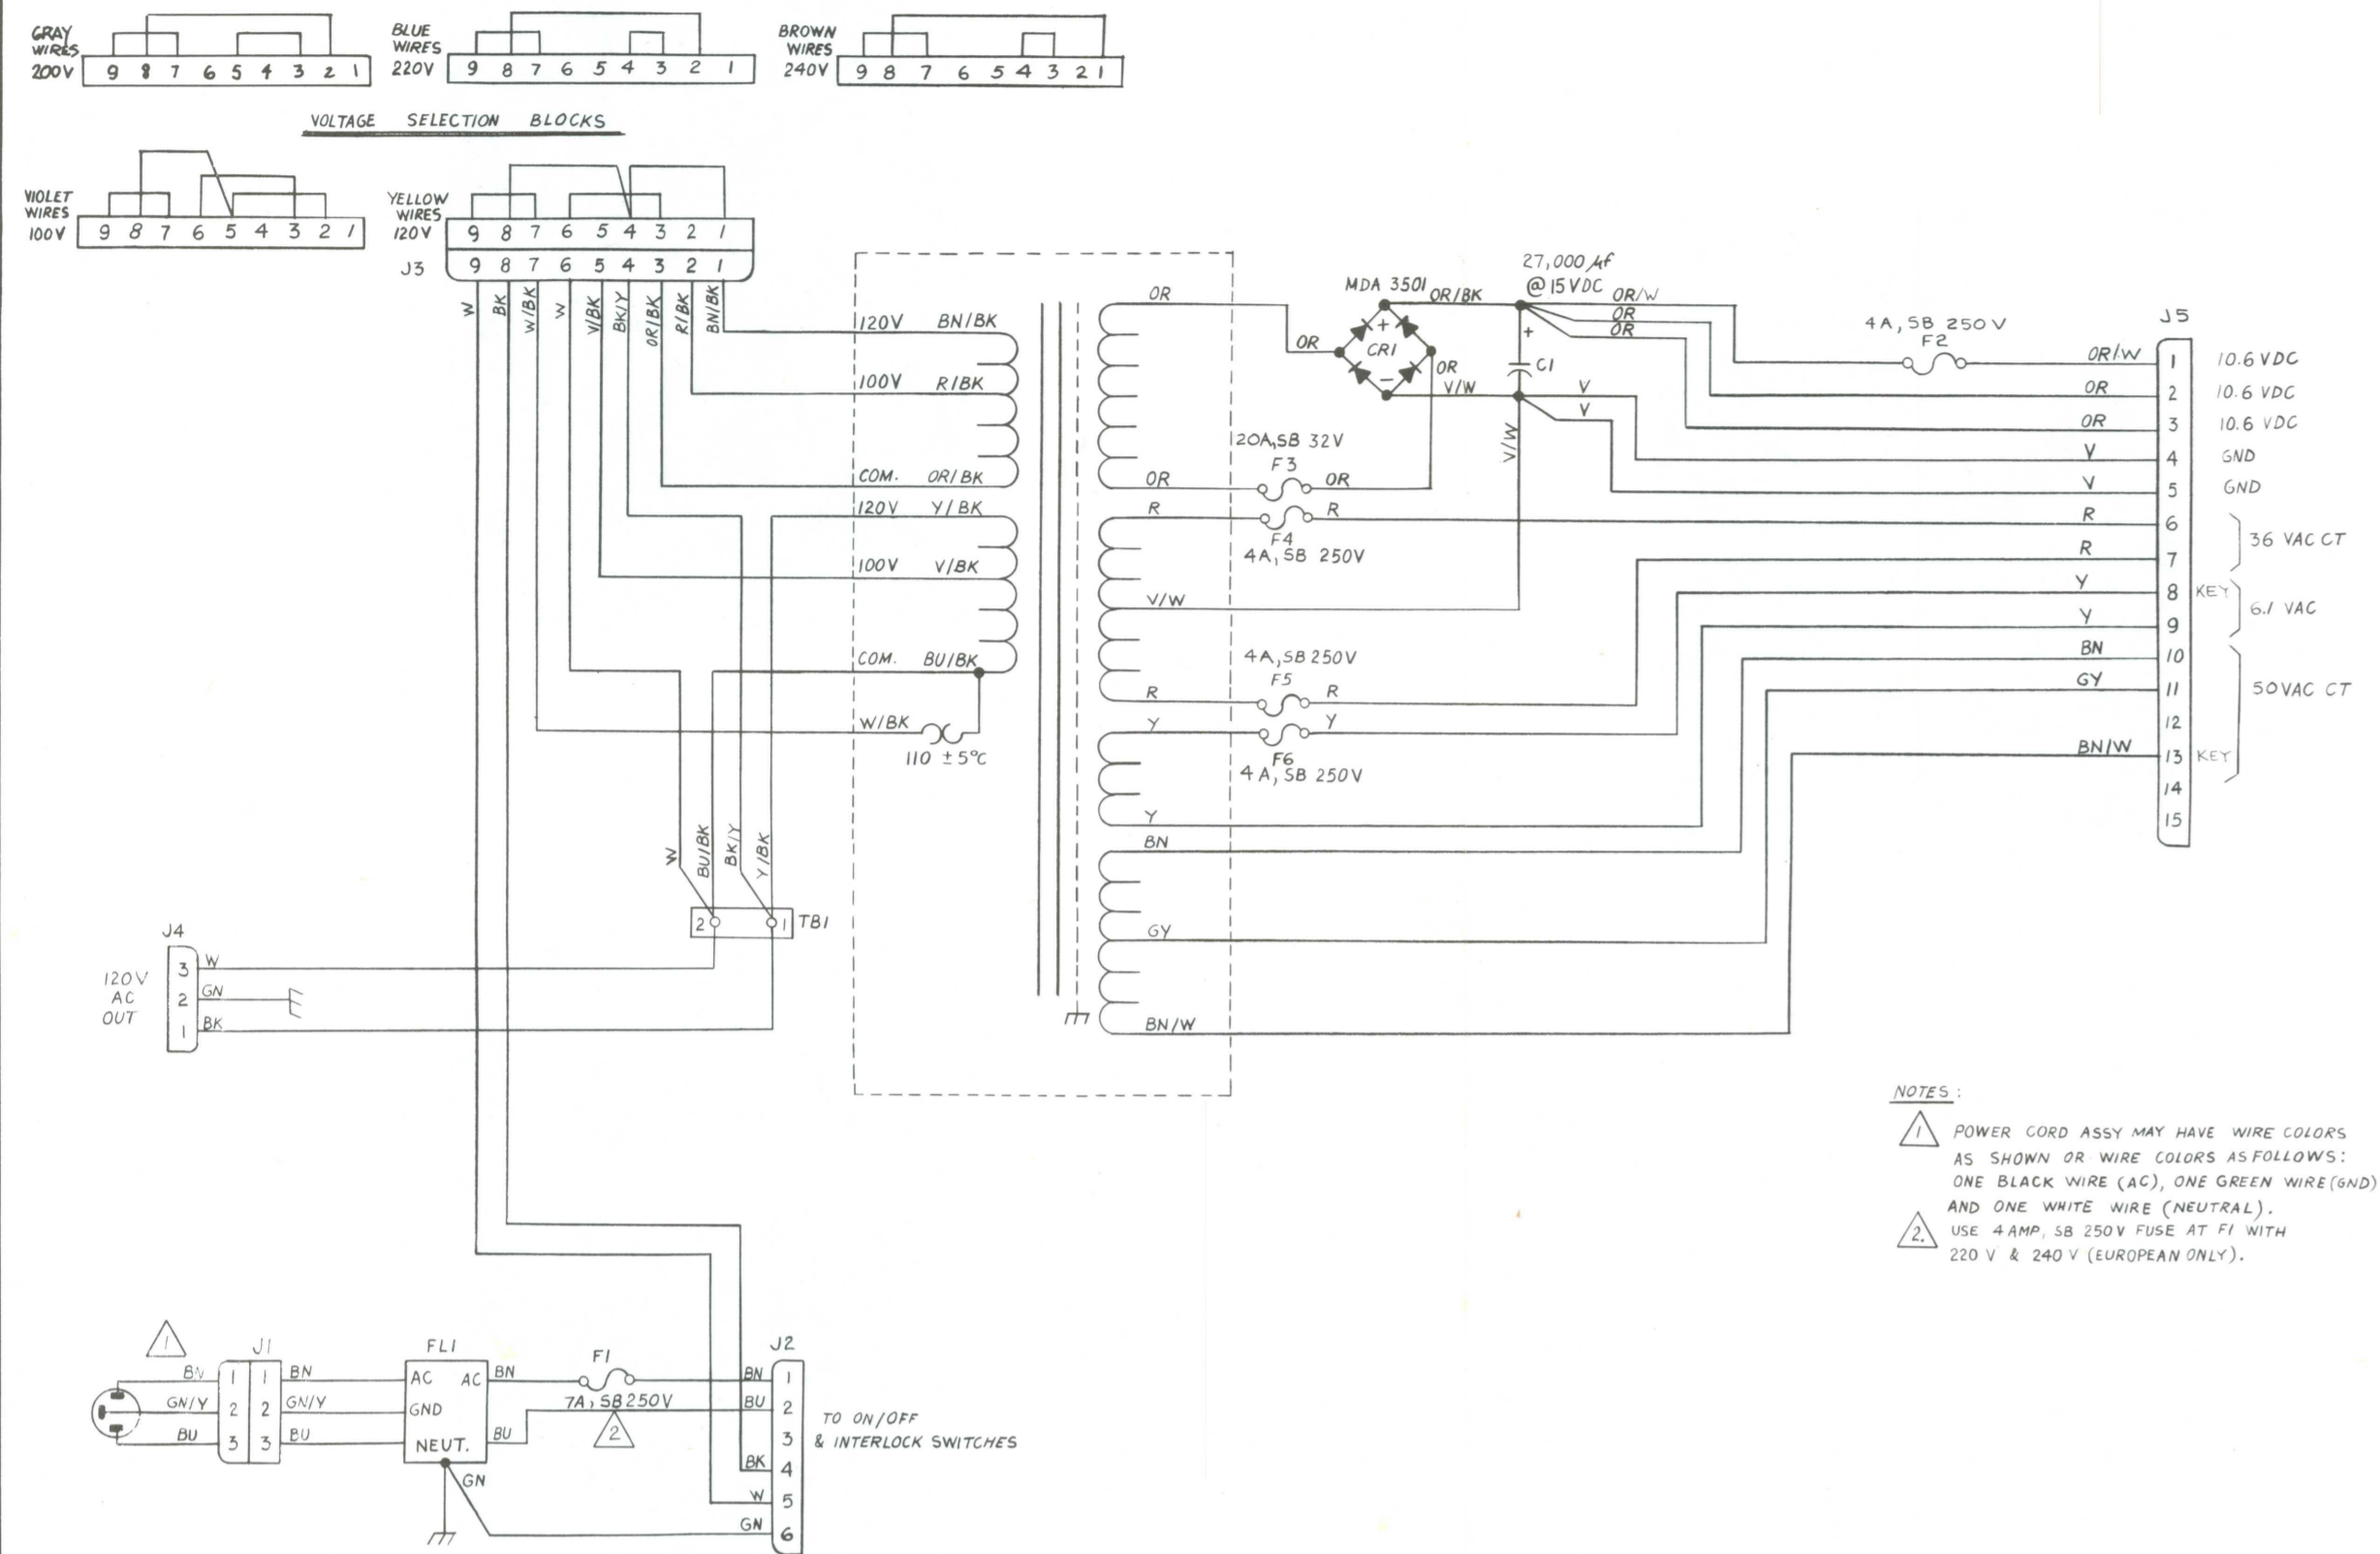 GRAY
WIRES
200V
9 8 7 6 5 4 3 2 1
BLUE
WIRES
220V
9 8 7 6 5 4 3 2 1
BROWN
WIRES
240V
9 8 7 6 5 4 3 2 1
VOLTAGE SELECTION BLOCKS
VIOLET
WIRES
100V
9 8 7 6 5 4 3 2 1
YELLOW
WIRES
120V
9 8 7 6 5 4 3 2 1
J3
9 8 7 6 5 4 3 2 1
W
BK
W/BK
W
V/BK
BK/Y
OR/BK
R/BK
BN/BK
120V BN/BK
100V R/BK
COM. OR/BK
120V Y/BK
100V V/BK
COM. BU/BK
W/BK
110 ±5°C
W
BU/BK
BK/Y
Y/BK
2 1 TB1
OR
OR
MDA 3501
OR/BK
+
CR1
-
OR
V/W
27,000 µf
@ 15 VDC
+
C1
OR/W
OR
OR
V
V
V/W
20A, SB 32V
F3
OR
OR
R
R
F4
4A, SB 250V
V/W
4A, SB 250V
F5
R
R
Y
Y
F6
4A, SB 250V
Y
BN
GY
BN/W
4A, SB 250V
F2
J5
OR/W 1 10.6 VDC
OR 2 10.6 VDC
OR 3 10.6 VDC
V 4 GND
V 5 GND
R 6
36 VAC CT
R 7
Y 8 KEY
6.1 VAC
Y 9
BN 10
GY 11
50VAC CT
12
BN/W 13 KEY
14
15
J4
120V
AC
OUT
3 W
2 GN
1 BK
NOTES:
1 POWER CORD ASSY MAY HAVE WIRE COLORS
AS SHOWN OR WIRE COLORS AS FOLLOWS:
ONE BLACK WIRE (AC), ONE GREEN WIRE (GND)
AND ONE WHITE WIRE (NEUTRAL).
2. USE 4 AMP, SB 250V FUSE AT F1 WITH
220 V & 240 V (EUROPEAN ONLY).
1
J1
BN 1 1 BN
GN/Y 2 2 GN/Y
BU 3 3 BU
FL1
AC AC
GND
NEUT.
BN
BU
GN
F1
7A, SB 250V
2
J2
BN 1
BU 2
3
BK 4
W 5
GN 6
TO ON/OFF
& INTERLOCK SWITCHES